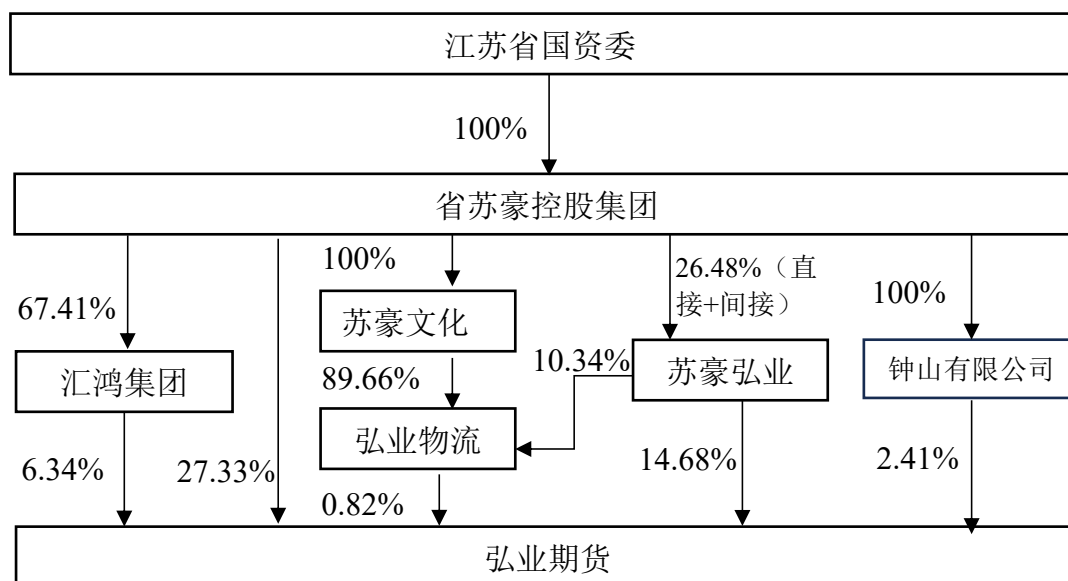 江苏省国资委
100%
省苏豪控股集团
100%
26.48%（直
接+间接）
67.41%
100%
苏豪文化
汇鸿集团
89.66%
10.34%
苏豪弘业
钟山有限公司
弘业物流
6.34%
27.33%
0.82%
14.68%
2.41%
弘业期货